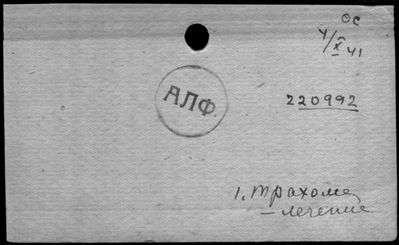 ос
4/X 41
АЛФ.
220992
1. Трахома
- лечение